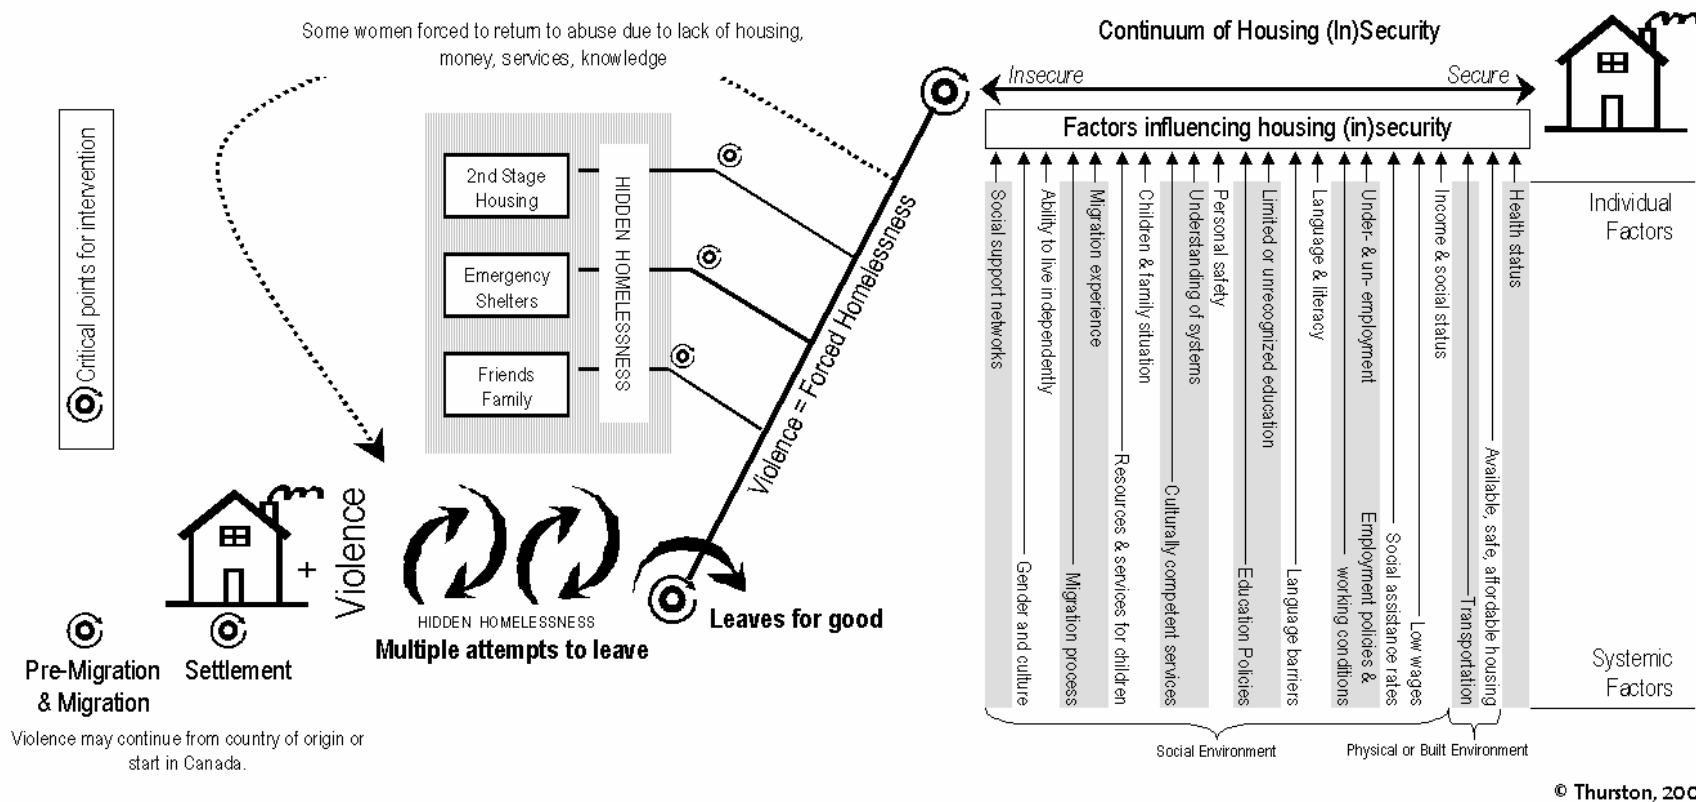 Some women forced to return to abuse due to lack of housing,
money, services, knowledge
Critical points for intervention
2nd Stage
Housing
Emergency
Shelters
Friends
Family
HIDDEN HOMELESSNESS
Violence = Forced Homelessness
+
Violence
HIDDEN HOMELESSNESS
Multiple attempts to leave
Leaves for good
Pre-Migration
& Migration
Settlement
Violence may continue from country of origin or
start in Canada.
Continuum of Housing (In)Security
Insecure
Secure
Factors influencing housing (in)security
Individual
Factors
Social support networks
Ability to live independently
Migration experience
Children & family situation
Understanding of systems
Personal safety
Limited or unrecognized education
Language & literacy
Under- & un- employment
Income & social status
Health status
Gender and culture
Migration process
Resources & services for children
Culturally competent services
Education Policies
Language barriers
Employment policies &
working conditions
Social assistance rates
Low wages
Transportation
Available, safe, affordable housing
Systemic
Factors
Social Environment
Physical or Built Environment
© Thurston, 200